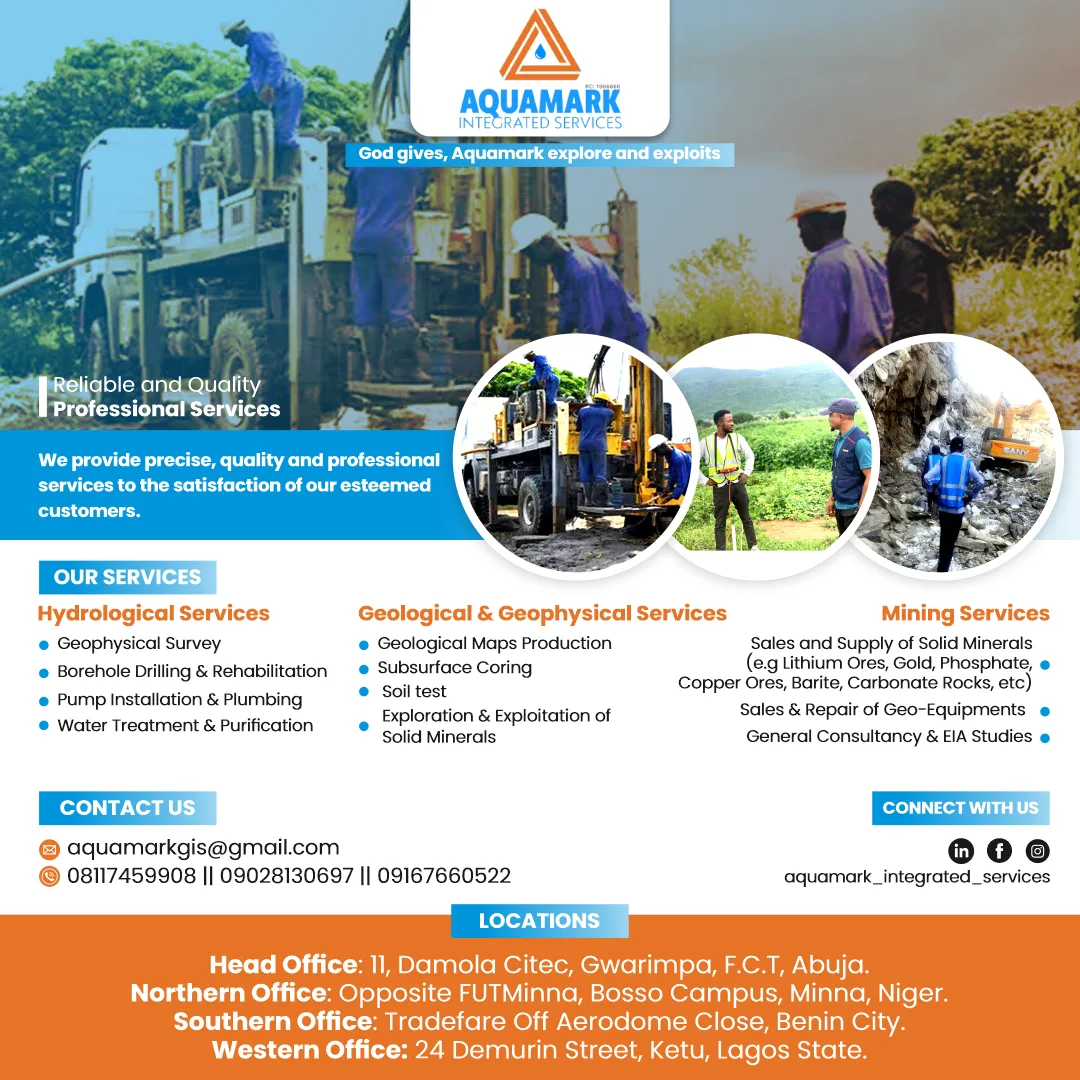 RC: 1966666
AQUAMARK
INTEGRATED SERVICES
God gives, Aquamark explore and exploits
Reliable and Quality
Professional Services
We provide precise, quality and professional
services to the satisfaction of our esteemed
customers.
SANY
OUR SERVICES
Hydrological Services
Geophysical Survey
Borehole Drilling & Rehabilitation
Pump Installation & Plumbing
Water Treatment & Purification
Geological & Geophysical Services
Geological Maps Production
Subsurface Coring
Soil test
Exploration & Exploitation of
Solid Minerals
Mining Services
Sales and Supply of Solid Minerals
(e.g Lithium Ores, Gold, Phosphate,
Copper Ores, Barite, Carbonate Rocks, etc)
Sales & Repair of Geo-Equipments
General Consultancy & EIA Studies
CONTACT US
aquamarkgis@gmail.com
08117459908 || 09028130697 || 09167660522
CONNECT WITH US
aquamark_integrated_services
LOCATIONS
Head Office: 11, Damola Citec, Gwarimpa, F.C.T, Abuja.
Northern Office: Opposite FUTMinna, Bosso Campus, Minna, Niger.
Southern Office: Tradefare Off Aerodome Close, Benin City.
Western Office: 24 Demurin Street, Ketu, Lagos State.